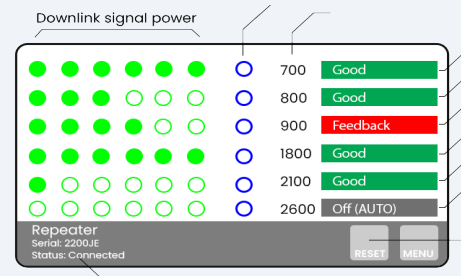 Downlink signal power
700 Good
800 Good
900 Feedback
1800 Good
2100 Good
2600 Off (AUTO)
Repeater
Serial: 2200JE
Status: Connected
RESET MENU